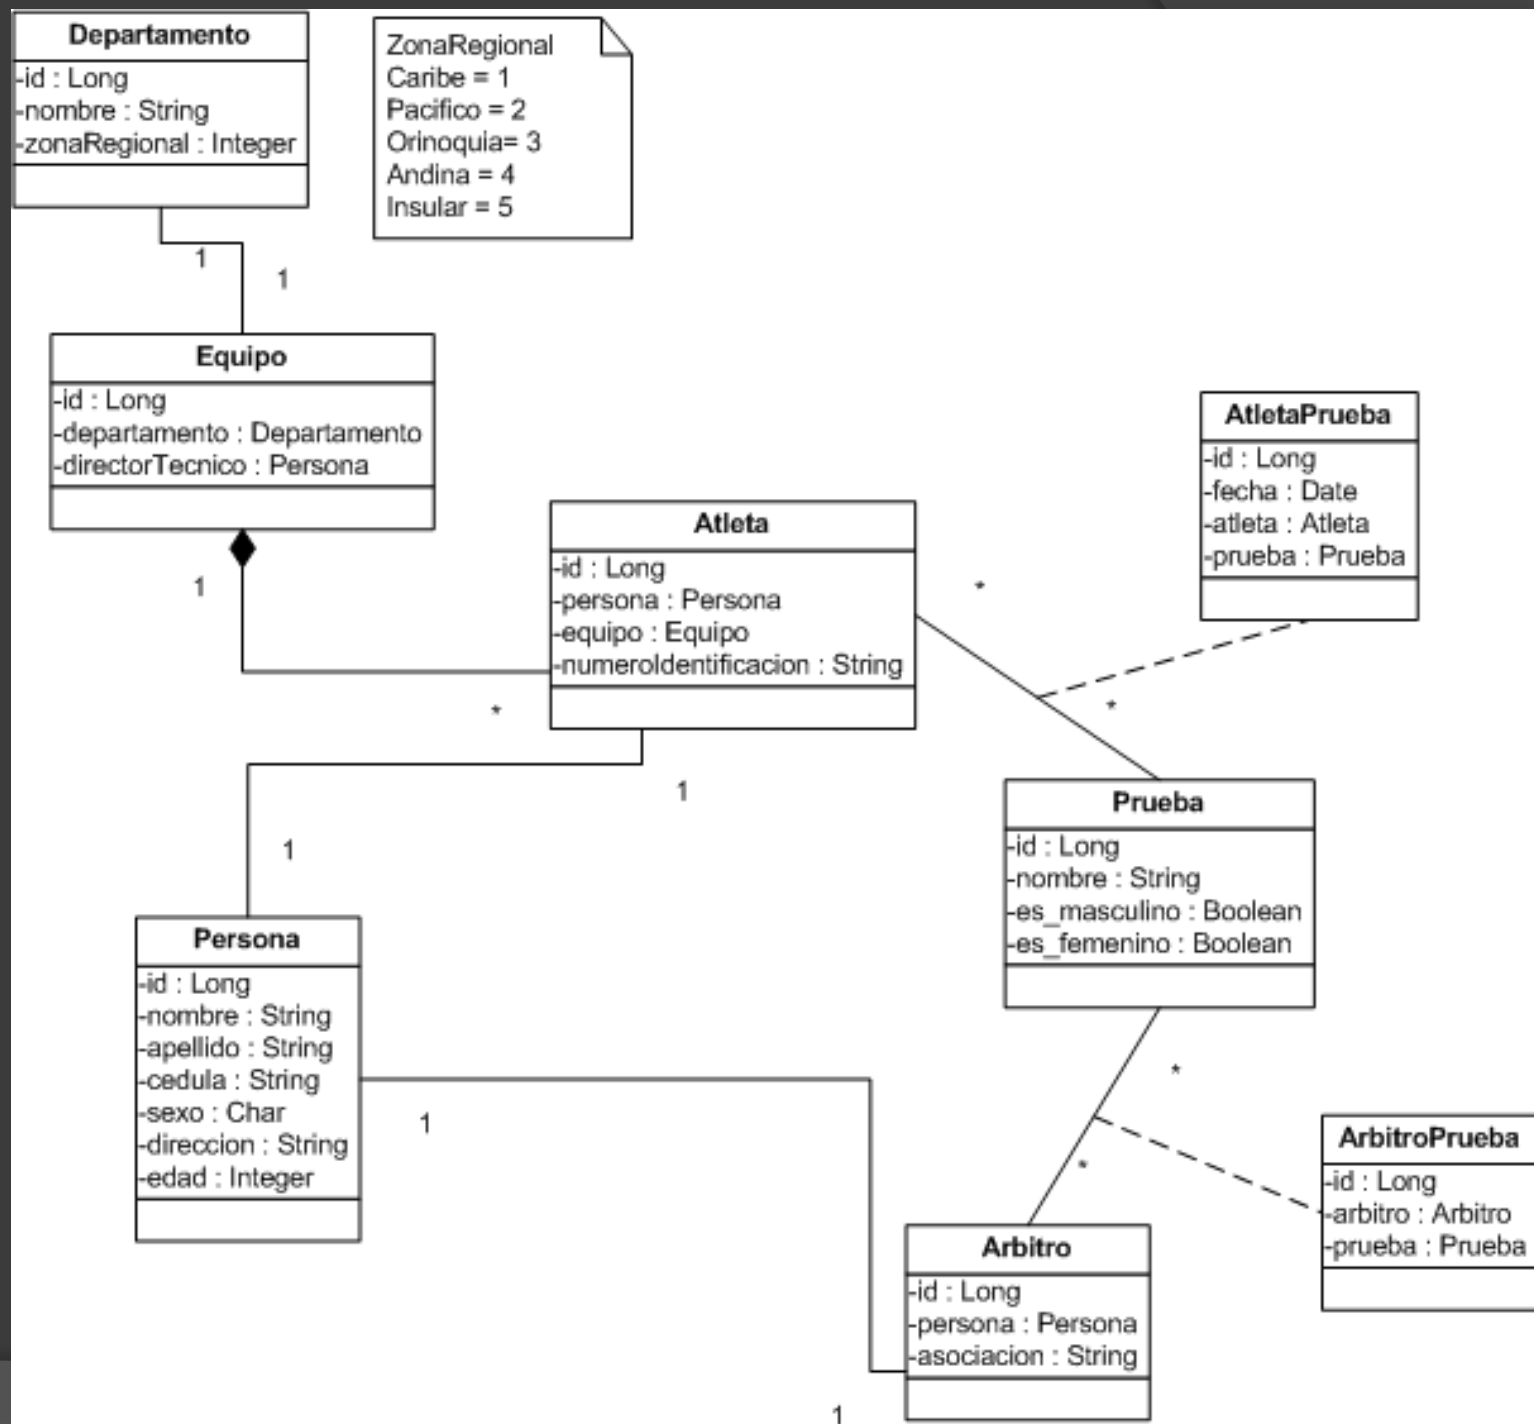 Departamento
-id : Long
-nombre : String
-zonaRegional : Integer
ZonaRegional
Caribe = 1
Pacifico = 2
Orinoquia= 3
Andina = 4
Insular = 5
1
1
Equipo
-id : Long
-departamento : Departamento
-directorTecnico : Persona
1
*
Atleta
-id : Long
-persona : Persona
-equipo : Equipo
-numeroIdentificacion : String
*
*
AtletaPrueba
-id : Long
-fecha : Date
-atleta : Atleta
-prueba : Prueba
1
1
Prueba
-id : Long
-nombre : String
-es_masculino : Boolean
-es_femenino : Boolean
Persona
-id : Long
-nombre : String
-apellido : String
-cedula : String
-sexo : Char
-direccion : String
-edad : Integer
1
*
*
ArbitroPrueba
-id : Long
-arbitro : Arbitro
-prueba : Prueba
Arbitro
-id : Long
-persona : Persona
-asociacion : String
1